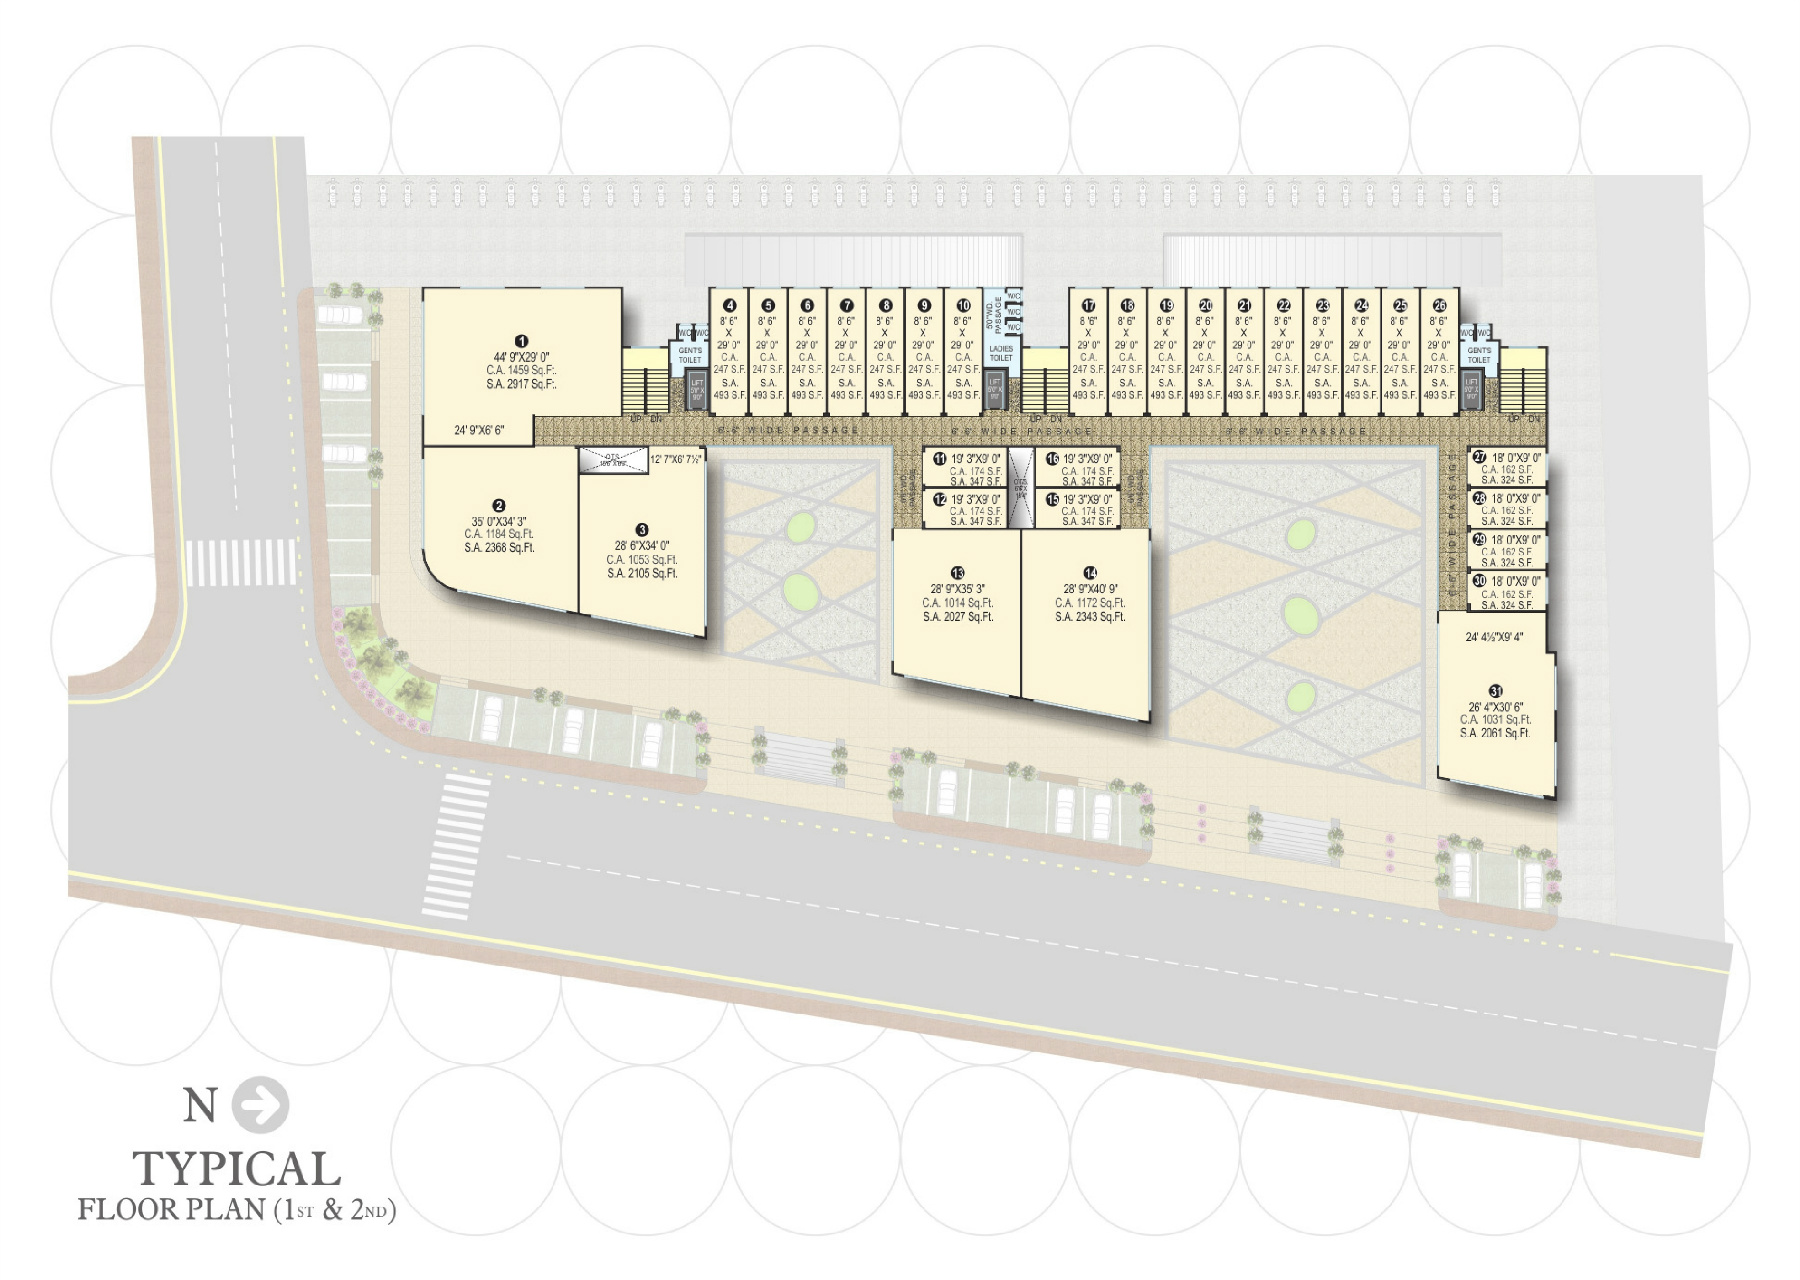 1
44' 9"X29' 0"
C.A. 1459 Sq.Ft.
S.A. 2917 Sq.Ft.
24' 9"X6' 6"
2
35' 0"X34' 3"
C.A. 1184 Sq.Ft.
S.A. 2368 Sq.Ft.
O.T.S.
12' 7"X6' 7½"
3
28' 6"X34' 0"
C.A. 1053 Sq.Ft.
S.A. 2105 Sq.Ft.
UP DN
W/C W/C
GENT'S
TOILET
LIFT
4
8' 6"
X
29' 0"
C.A.
247 S.F.
S.A.
493 S.F.
5
8' 6"
X
29' 0"
C.A.
247 S.F.
S.A.
493 S.F.
6
8' 6"
X
29' 0"
C.A.
247 S.F.
S.A.
493 S.F.
7
8' 6"
X
29' 0"
C.A.
247 S.F.
S.A.
493 S.F.
8
8' 6"
X
29' 0"
C.A.
247 S.F.
S.A.
493 S.F.
9
8' 6"
X
29' 0"
C.A.
247 S.F.
S.A.
493 S.F.
10
8' 6"
X
29' 0"
C.A.
247 S.F.
S.A.
493 S.F.
5'0"WD.
PASSAGE
W/C
W/C
W/C
LADIES
TOILET
LIFT
UP DN
17
8' 6"
X
29' 0"
C.A.
247 S.F.
S.A.
493 S.F.
18
8' 6"
X
29' 0"
C.A.
247 S.F.
S.A.
493 S.F.
19
8' 6"
X
29' 0"
C.A.
247 S.F.
S.A.
493 S.F.
20
8' 6"
X
29' 0"
C.A.
247 S.F.
S.A.
493 S.F.
21
8' 6"
X
29' 0"
C.A.
247 S.F.
S.A.
493 S.F.
22
8' 6"
X
29' 0"
C.A.
247 S.F.
S.A.
493 S.F.
23
8' 6"
X
29' 0"
C.A.
247 S.F.
S.A.
493 S.F.
24
8' 6"
X
29' 0"
C.A.
247 S.F.
S.A.
493 S.F.
25
8' 6"
X
29' 0"
C.A.
247 S.F.
S.A.
493 S.F.
26
8' 6"
X
29' 0"
C.A.
247 S.F.
S.A.
493 S.F.
W/C W/C
GENT'S
TOILET
LIFT
UP DN
6'-6" WIDE PASSAGE
6'-6" WIDE PASSAGE
6'-6" WIDE PASSAGE
PASSAGE
11 19' 3"X9' 0"
C.A. 174 S.F.
S.A. 347 S.F.
12 19' 3"X9' 0"
C.A. 174 S.F.
S.A. 347 S.F.
O.T.S.
16 19' 3"X9' 0"
C.A. 174 S.F.
S.A. 347 S.F.
15 19' 3"X9' 0"
C.A. 174 S.F.
S.A. 347 S.F.
PASSAGE
13
28' 9"X35' 3"
C.A. 1014 Sq.Ft.
S.A. 2027 Sq.Ft.
14
28' 9"X40' 9"
C.A. 1172 Sq.Ft.
S.A. 2343 Sq.Ft.
6'-6" WIDE PASSAGE
27 18' 0"X9' 0"
C.A. 162 S.F.
S.A. 324 S.F.
28 18' 0"X9' 0"
C.A. 162 S.F.
S.A. 324 S.F.
29 18' 0"X9' 0"
C.A. 162 S.F.
S.A. 324 S.F.
30 18' 0"X9' 0"
C.A. 162 S.F.
S.A. 324 S.F.
24' 4½"X9' 4"
31
26' 4"X30' 6"
C.A. 1031 Sq.Ft.
S.A. 2061 Sq.Ft.
N
TYPICAL
FLOOR PLAN (1ST & 2ND)